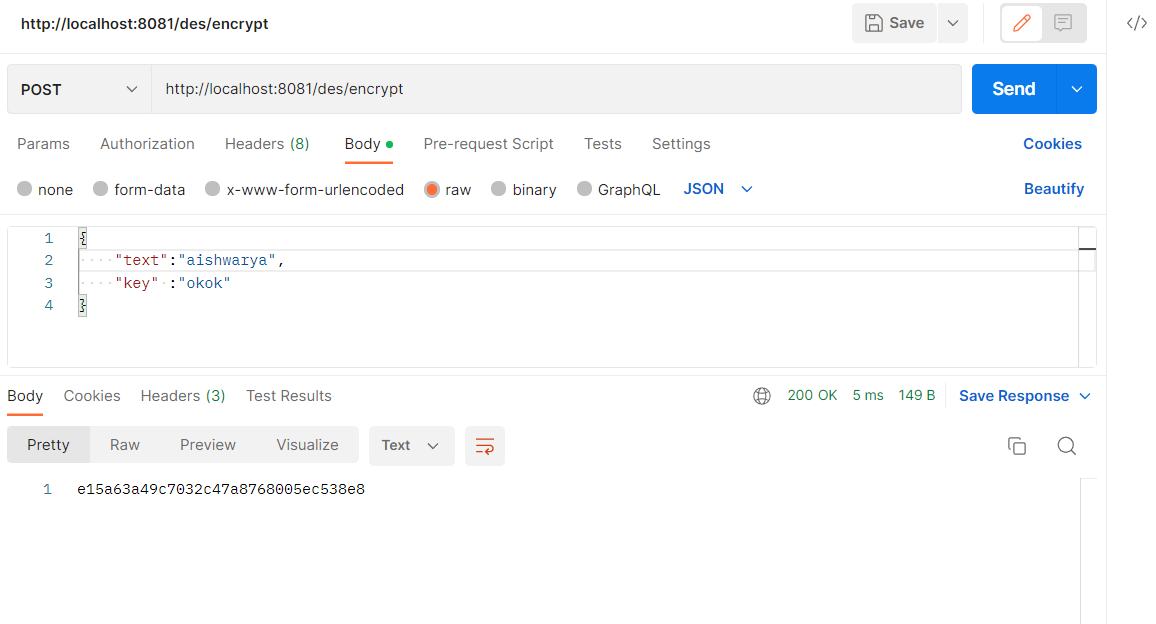 http://localhost:8081/des/encrypt Save
POST http://localhost:8081/des/encrypt Send
Params Authorization Headers (8) Body Pre-request Script Tests Settings Cookies
none form-data x-www-form-urlencoded raw binary GraphQL JSON Beautify
1 {
2 ····"text":"aishwarya",
3 ····"key"·:"okok"
4 }
Body Cookies Headers (3) Test Results 200 OK 5 ms 149 B Save Response
Pretty Raw Preview Visualize Text
1 e15a63a49c7032c47a8768005ec538e8